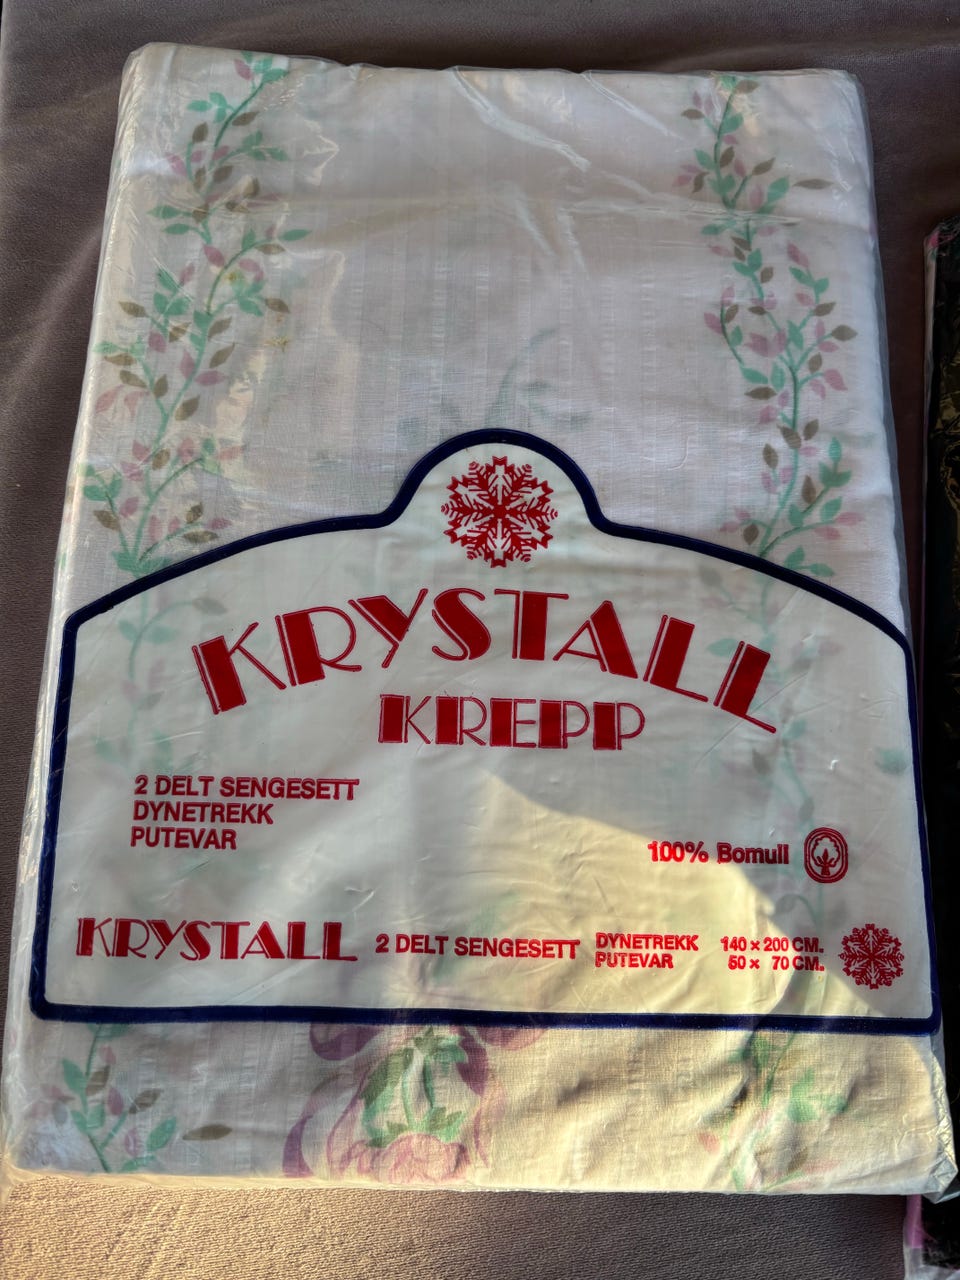 KRYSTALL
KREPP
2 DELT SENGESETT
DYNETREKK
PUTEVAR
100% Bomull
KRYSTALL 2 DELT SENGESETT DYNETREKK 140 × 200 CM.
PUTEVAR 50 × 70 CM.